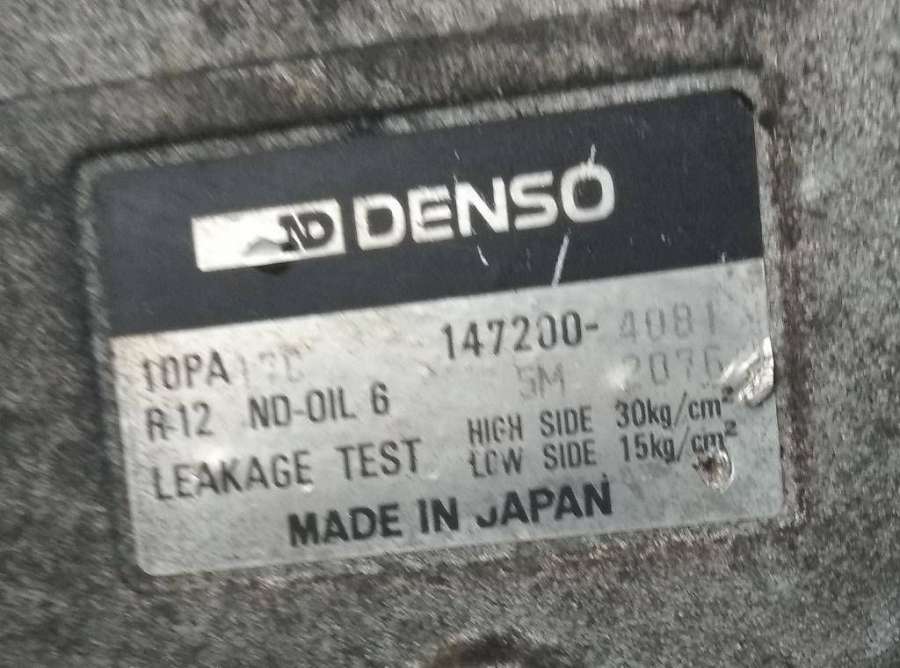 ND DENSO
10PA17C 147200-4081
5M 2076
R-12 ND-OIL 6
HIGH SIDE 30kg/cm²
LEAKAGE TEST LOW SIDE 15kg/cm²
MADE IN JAPAN